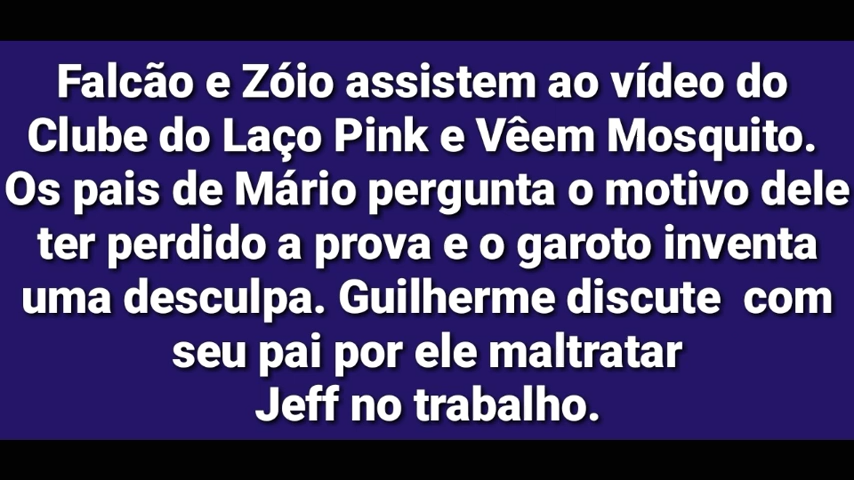 Falcão e Zóio assistem ao vídeo do
Clube do Laço Pink e Vêem Mosquito.
Os pais de Mário pergunta o motivo dele
ter perdido a prova e o garoto inventa
uma desculpa. Guilherme discute com
seu pai por ele maltratar
Jeff no trabalho.